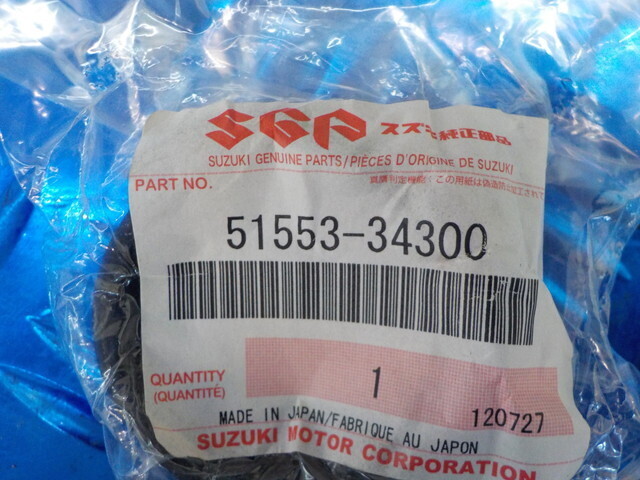 SGP スズキ純正部品
SUZUKI GENUINE PARTS/PIÈCES D'ORIGINE DE SUZUKI
PART NO.
51553-34300
QUANTITY
(QUANTITÉ)
1
120727
MADE IN JAPAN/FABRIQUE AU JAPON
SUZUKI MOTOR CORPORATION